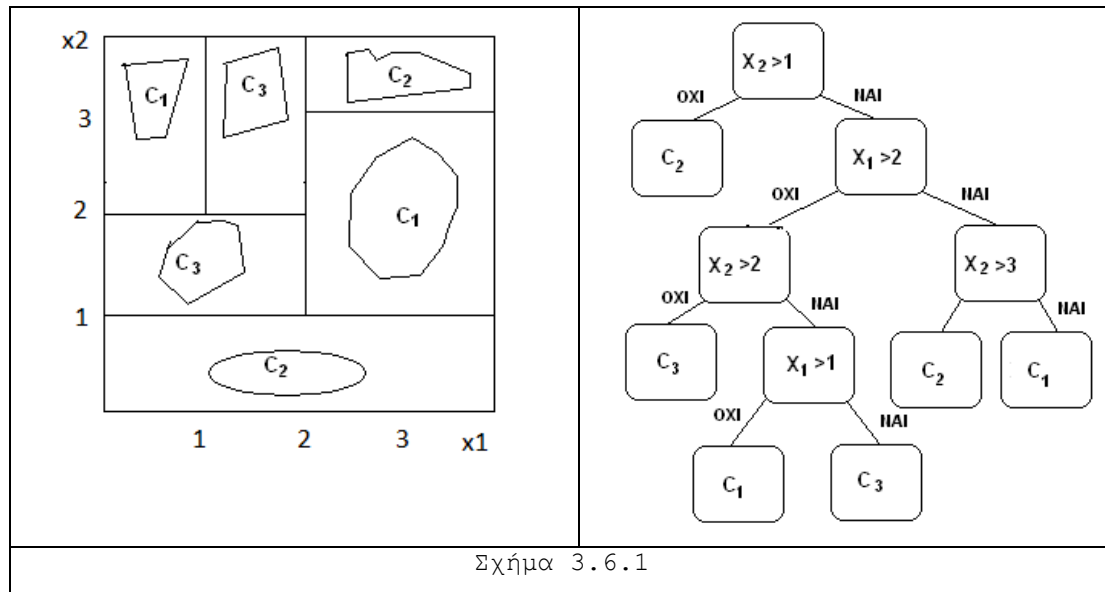 x2
3
2
1
1 2 3 x1
C1
C3
C2
C1
C3
C2
X2 >1
ΟΧΙ
ΝΑΙ
C2
X1 >2
ΟΧΙ
ΝΑΙ
X2 >2
X2 >3
ΟΧΙ
ΝΑΙ
ΝΑΙ
C3
X1 >1
C2
C1
ΟΧΙ
ΝΑΙ
C1
C3
Σχήμα 3.6.1